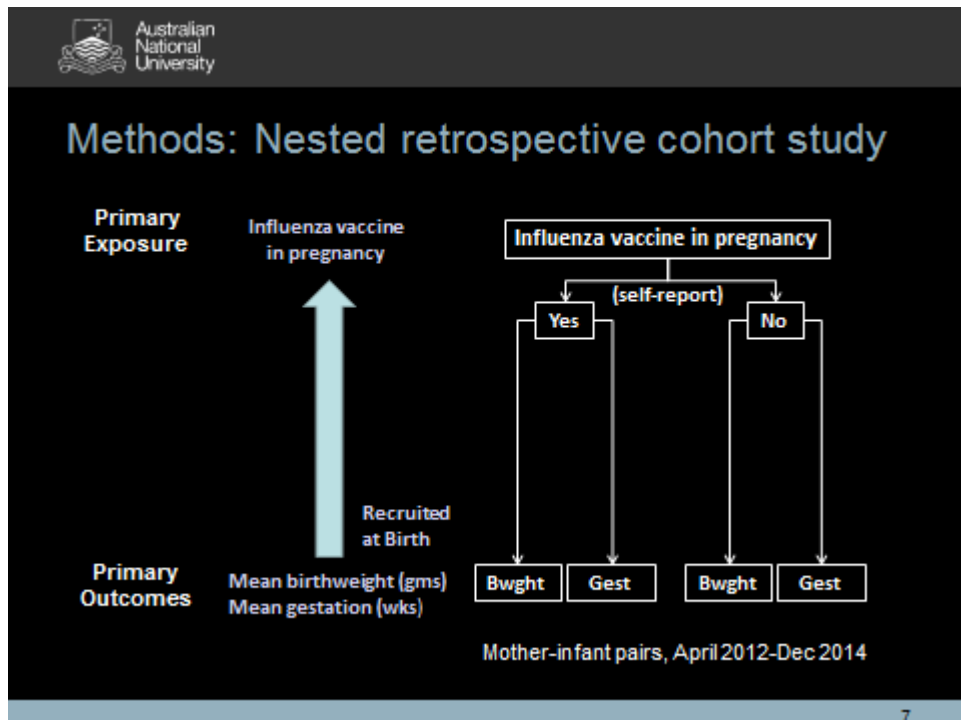 Australian
National
University
Methods: Nested retrospective cohort study
Primary
Exposure
Influenza vaccine
in pregnancy
Influenza vaccine in pregnancy
(self-report)
Yes
No
Recruited
at Birth
Primary
Outcomes
Mean birthweight (gms)
Mean gestation (wks)
Bwght
Gest
Bwght
Gest
Mother-infant pairs, April 2012-Dec 2014
7